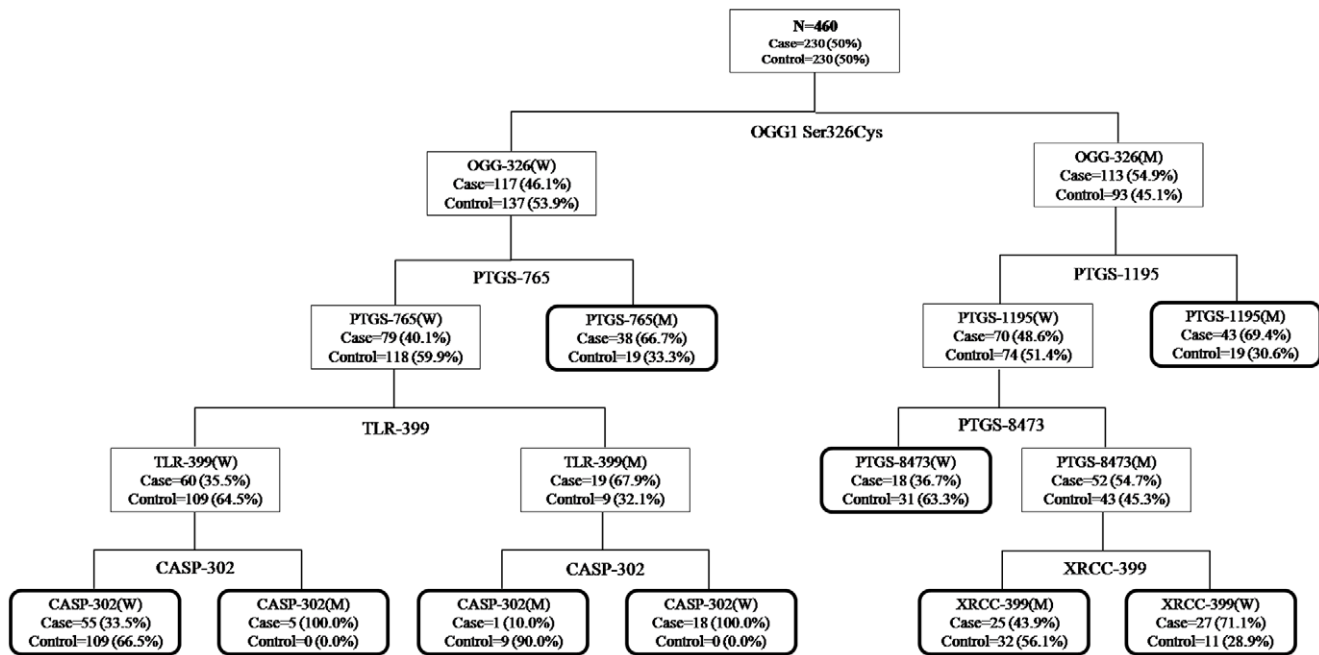 N=460
Case=230 (50%)
Control=230 (50%)
OGG1 Ser326Cys
OGG-326(W)
Case=117 (46.1%)
Control=137 (53.9%)
OGG-326(M)
Case=113 (54.9%)
Control=93 (45.1%)
PTGS-765
PTGS-1195
PTGS-765(W)
Case=79 (40.1%)
Control=118 (59.9%)
PTGS-765(M)
Case=38 (66.7%)
Control=19 (33.3%)
PTGS-1195(W)
Case=70 (48.6%)
Control=74 (51.4%)
PTGS-1195(M)
Case=43 (69.4%)
Control=19 (30.6%)
TLR-399
PTGS-8473
TLR-399(W)
Case=60 (35.5%)
Control=109 (64.5%)
TLR-399(M)
Case=19 (67.9%)
Control=9 (32.1%)
PTGS-8473(W)
Case=18 (36.7%)
Control=31 (63.3%)
PTGS-8473(M)
Case=52 (54.7%)
Control=43 (45.3%)
CASP-302
CASP-302
XRCC-399
CASP-302(W)
Case=55 (33.5%)
Control=109 (66.5%)
CASP-302(M)
Case=5 (100.0%)
Control=0 (0.0%)
CASP-302(M)
Case=1 (10.0%)
Control=9 (90.0%)
CASP-302(W)
Case=18 (100.0%)
Control=0 (0.0%)
XRCC-399(M)
Case=25 (43.9%)
Control=32 (56.1%)
XRCC-399(W)
Case=27 (71.1%)
Control=11 (28.9%)